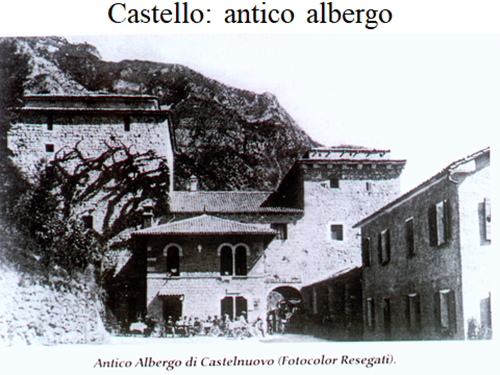 Castello: antico albergo
Antico Albergo di Castelnuovo (Fotocolor Resegati).